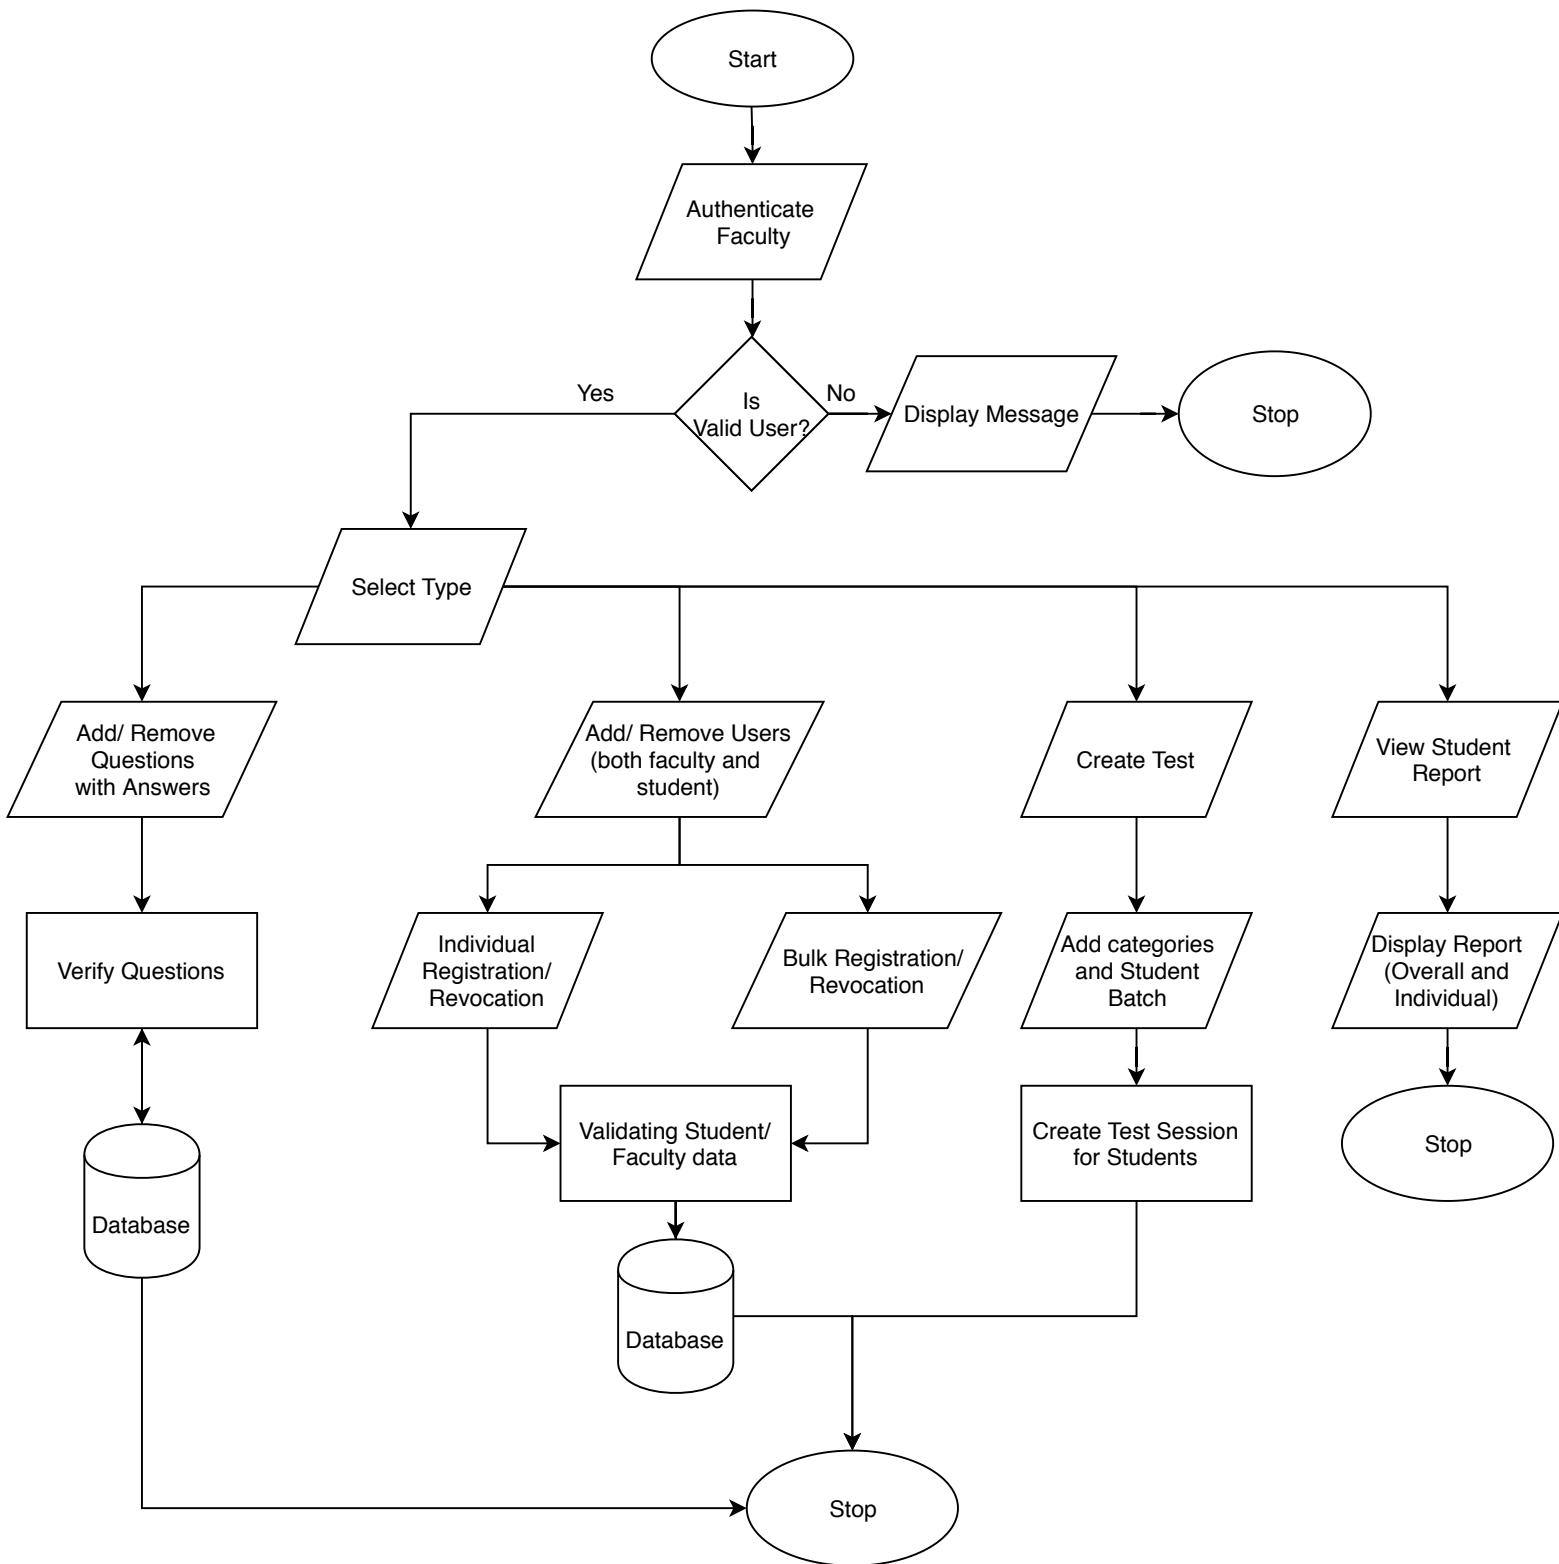 Start
Authenticate
Faculty
Yes
Is
Valid User?
No
Display Message
Stop
Select Type
Add/ Remove
Questions
with Answers
Add/ Remove Users
(both faculty and
student)
Create Test
View Student
Report
Verify Questions
Individual
Registration/
Revocation
Bulk Registration/
Revocation
Add categories
and Student
Batch
Display Report
(Overall and
Individual)
Database
Validating Student/
Faculty data
Create Test Session
for Students
Stop
Database
Stop